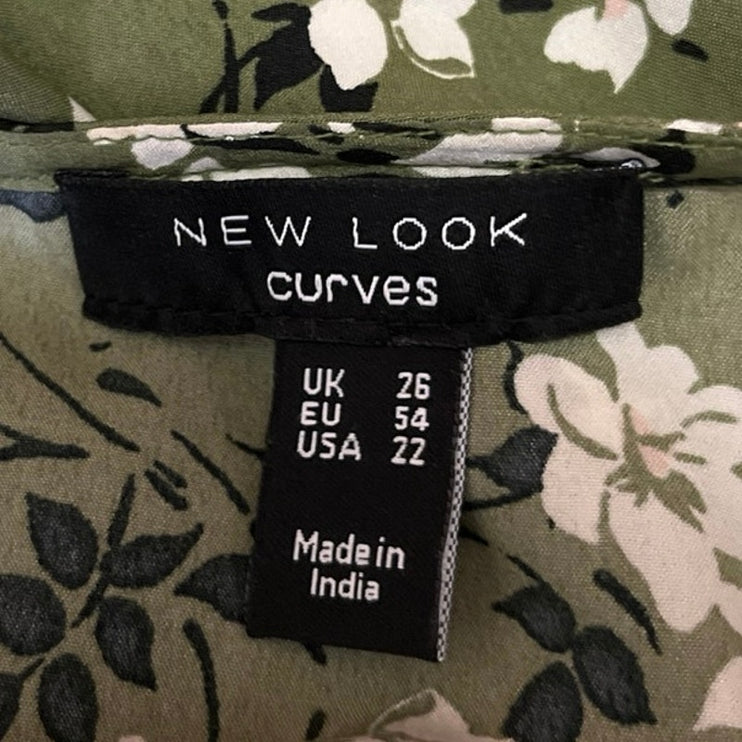 NEW LOOK
curves
UK 26
EU 54
USA 22
Made in
India